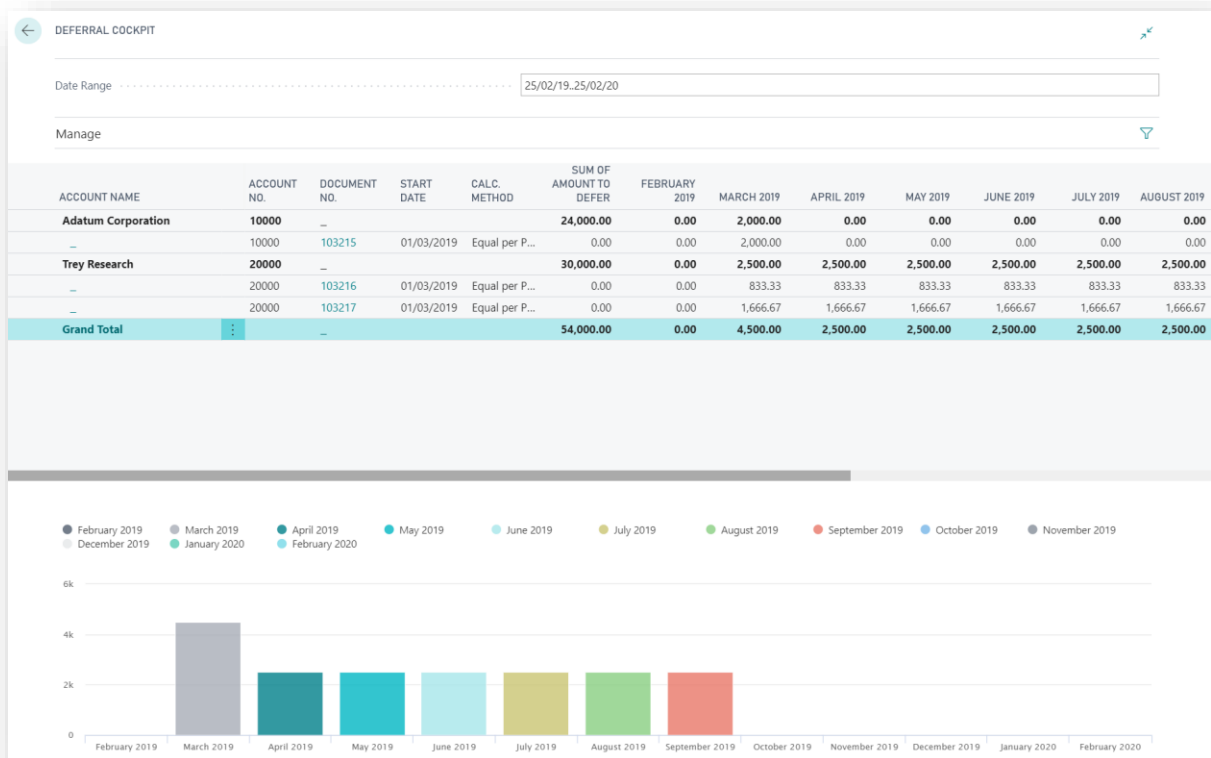 DEFERRAL COCKPIT
Date Range 25/02/19..25/02/20
Manage
ACCOUNT NAME ACCOUNT NO. DOCUMENT NO. START DATE CALC. METHOD SUM OF AMOUNT TO DEFER FEBRUARY 2019 MARCH 2019 APRIL 2019 MAY 2019 JUNE 2019 JULY 2019 AUGUST 2019
Adatum Corporation 10000 _ 24,000.00 0.00 2,000.00 0.00 0.00 0.00 0.00 0.00
_ 10000 103215 01/03/2019 Equal per P... 0.00 0.00 2,000.00 0.00 0.00 0.00 0.00 0.00
Trey Research 20000 _ 30,000.00 0.00 2,500.00 2,500.00 2,500.00 2,500.00 2,500.00 2,500.00
_ 20000 103216 01/03/2019 Equal per P... 0.00 0.00 833.33 833.33 833.33 833.33 833.33 833.33
_ 20000 103217 01/03/2019 Equal per P... 0.00 0.00 1,666.67 1,666.67 1,666.67 1,666.67 1,666.67 1,666.67
Grand Total _ 54,000.00 0.00 4,500.00 2,500.00 2,500.00 2,500.00 2,500.00 2,500.00
February 2019 March 2019 April 2019 May 2019 June 2019 July 2019 August 2019 September 2019 October 2019 November 2019
December 2019 January 2020 February 2020
6k
4k
2k
0
February 2019 March 2019 April 2019 May 2019 June 2019 July 2019 August 2019 September 2019 October 2019 November 2019 December 2019 January 2020 February 2020